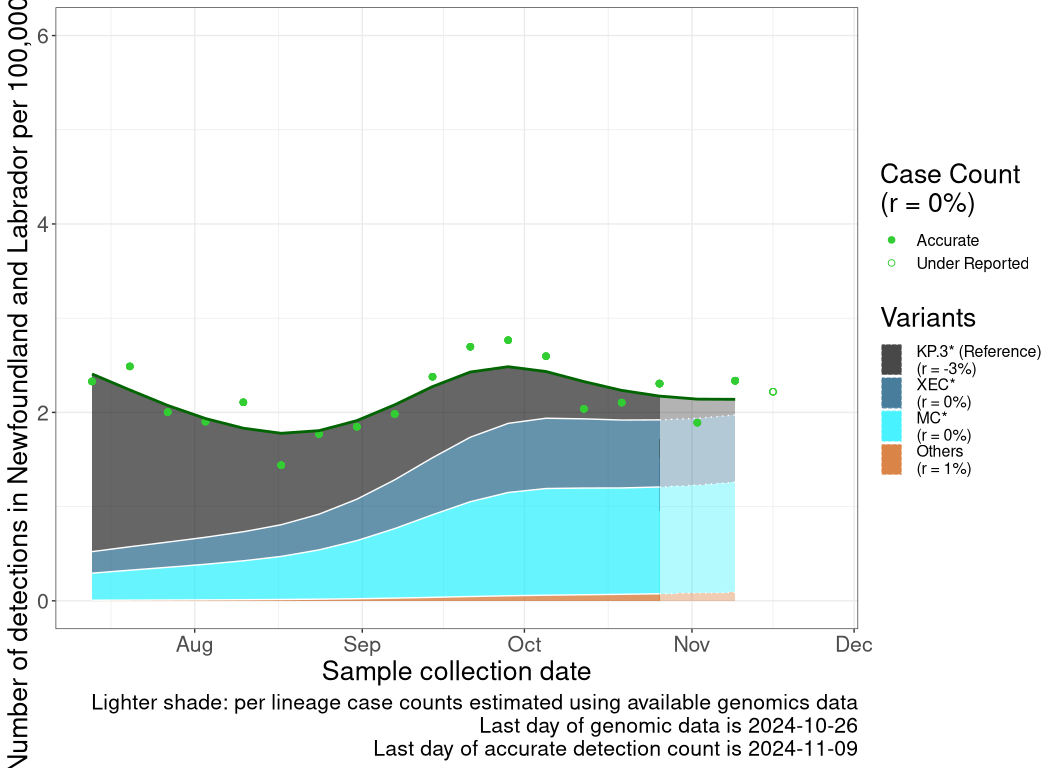 Number of detections in Newfoundland and Labrador per 100,000
6
4
2
0
Aug
Sep
Oct
Nov
Dec
Sample collection date
Lighter shade: per lineage case counts estimated using available genomics data
Last day of genomic data is 2024-10-26
Last day of accurate detection count is 2024-11-09
Case Count
(r = 0%)
Accurate
Under Reported
Variants
KP.3* (Reference)
(r = -3%)
XEC*
(r = 0%)
MC*
(r = 0%)
Others
(r = 1%)